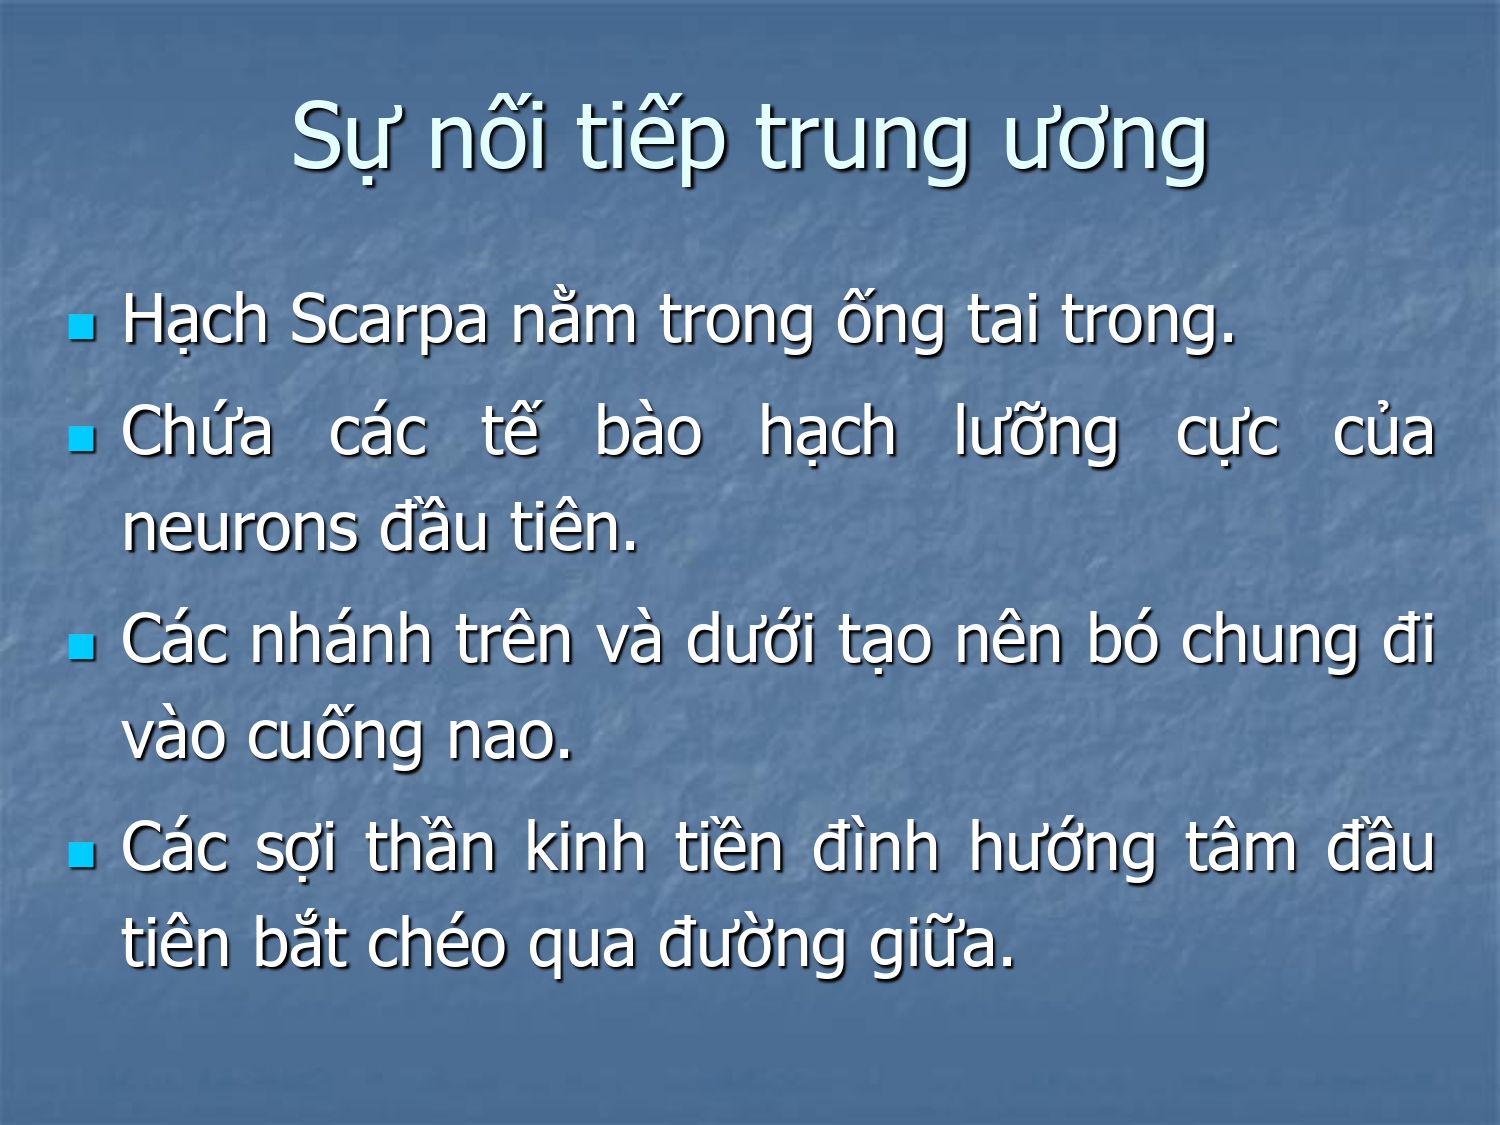 Sự nối tiếp trung ương
Hạch Scarpa nằm trong ống tai trong.
Chứa các tế bào hạch lưỡng cực của
neurons đầu tiên.
Các nhánh trên và dưới tạo nên bó chung đi
vào cuống nao.
Các sợi thần kinh tiền đình hướng tâm đầu
tiên bắt chéo qua đường giữa.